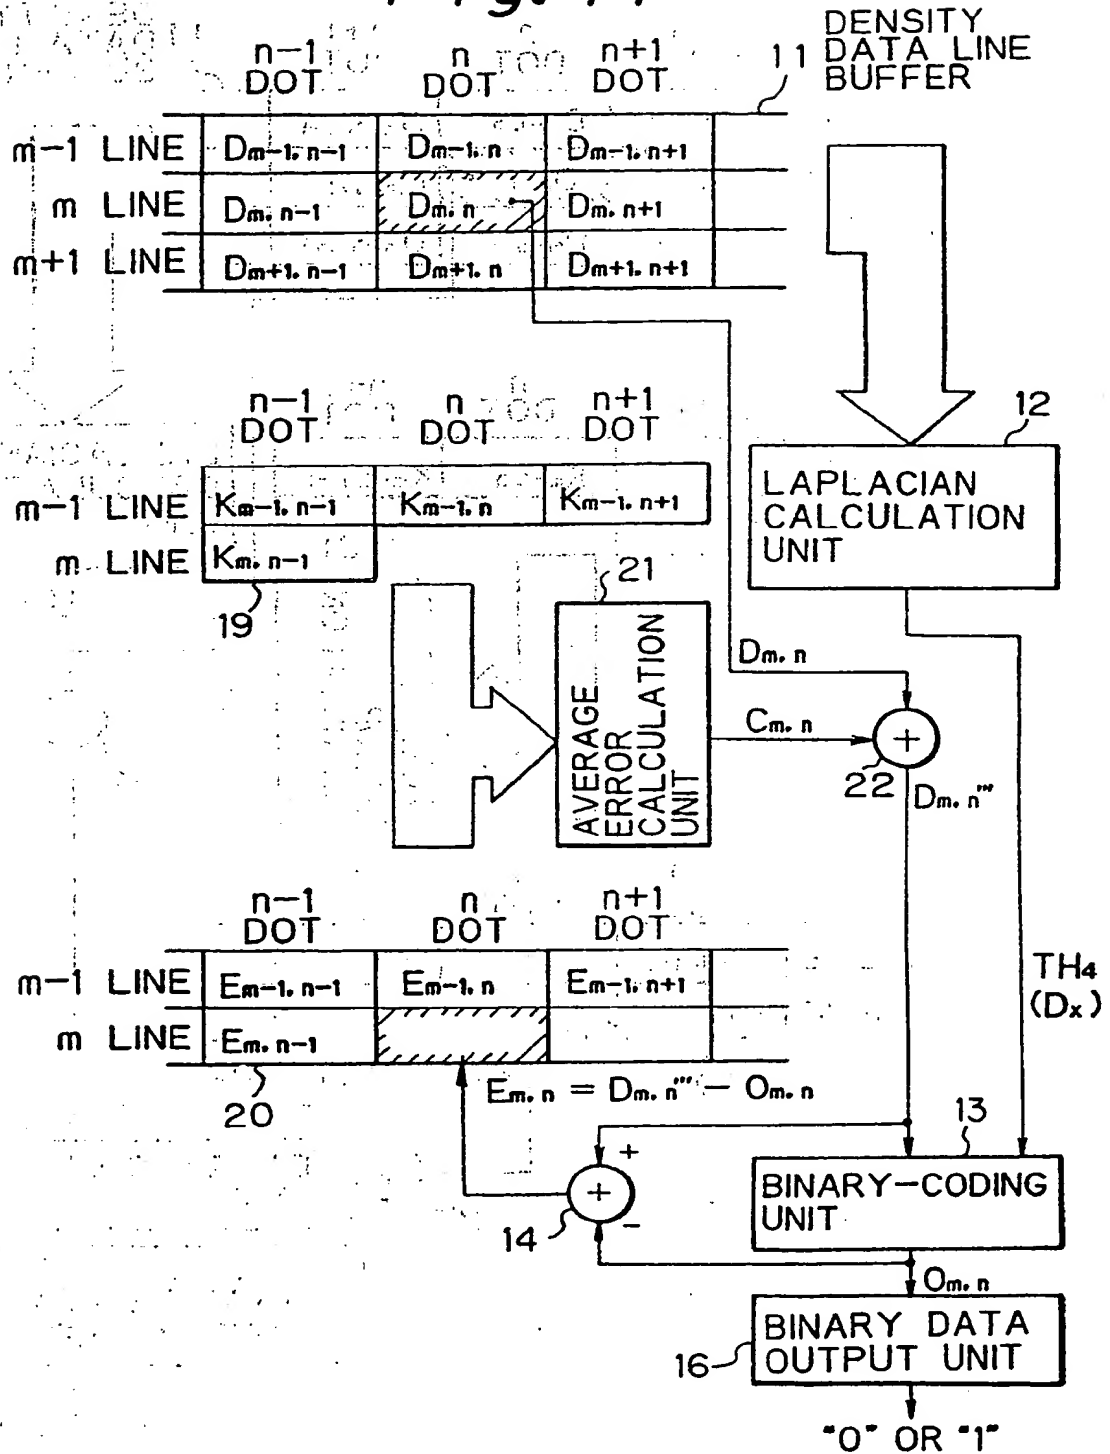 DENSITY
DATA LINE
BUFFER
11
n-1 DOT
n DOT
n+1 DOT
m-1 LINE Dm-1.n-1 Dm-1.n Dm-1.n+1
m LINE Dm.n-1 Dm.n Dm.n+1
m+1 LINE Dm+1.n-1 Dm+1.n Dm+1.n+1
n-1 DOT
n DOT
n+1 DOT
12
LAPLACIAN
CALCULATION
UNIT
m-1 LINE Km-1.n-1 Km-1.n Km-1.n+1
m LINE Km.n-1
19
21
AVERAGE
ERROR
CALCULATION
UNIT
Dm.n
Cm.n
+
22
Dm.n'''
n-1 DOT
n DOT
n+1 DOT
m-1 LINE Em-1.n-1 Em-1.n Em-1.n+1
m LINE Em.n-1
20
TH4
(Dx)
Em.n = Dm.n''' - Om.n
+
+
-
14
13
BINARY-CODING
UNIT
Om.n
16
BINARY DATA
OUTPUT UNIT
"0" OR "1"